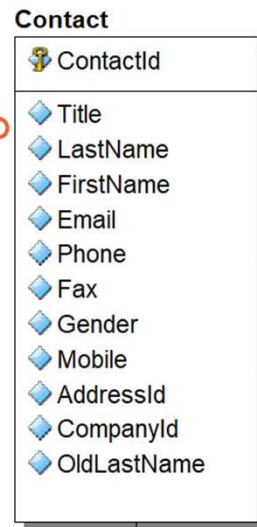 Contact
ContactId
Title
LastName
FirstName
Email
Phone
Fax
Gender
Mobile
AddressId
CompanyId
OldLastName